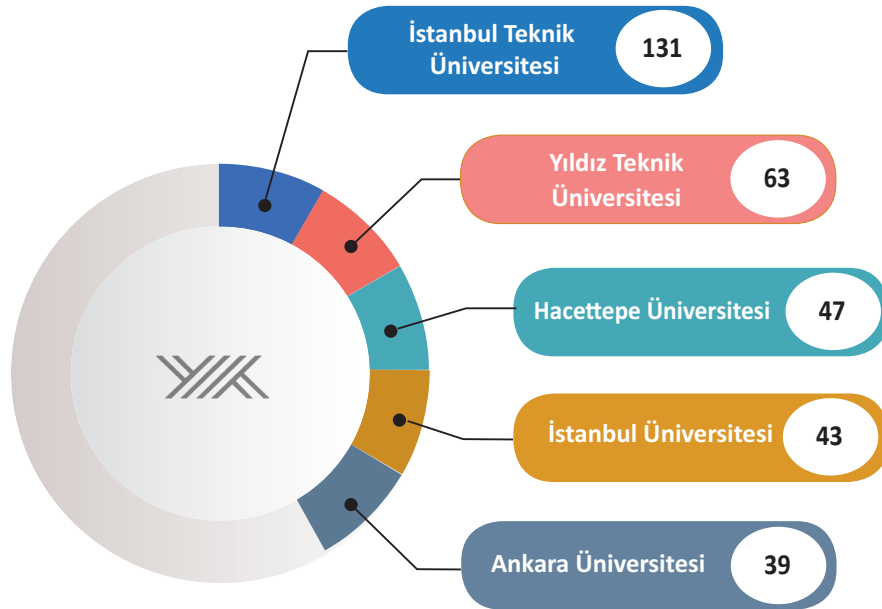 İstanbul Teknik
Üniversitesi
131
Yıldız Teknik
Üniversitesi
63
Hacettepe Üniversitesi
47
İstanbul Üniversitesi
43
Ankara Üniversitesi
39